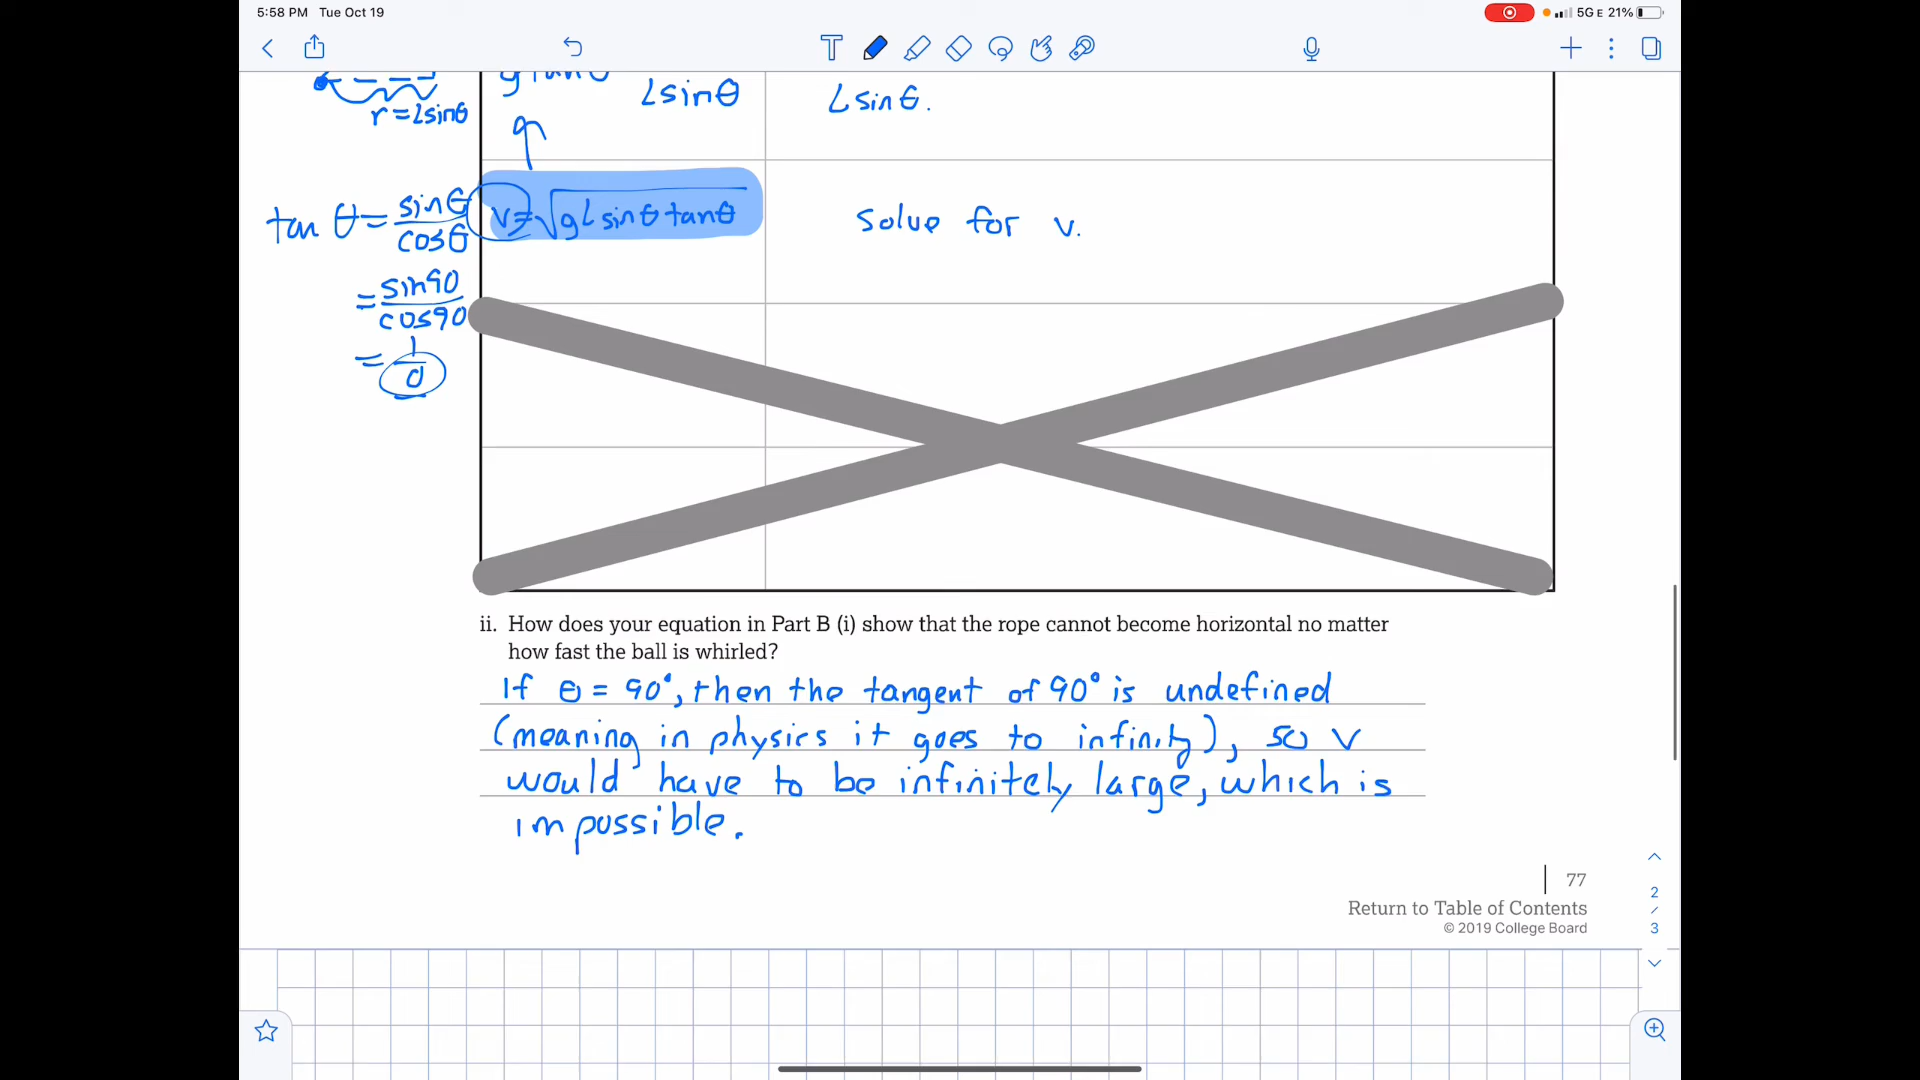 5:58 PM Tue Oct 19
5G E 21%
L sinθ
L sinθ.
r = L sinθ
tan θ = sinθ / cosθ
v = √gL sinθ tanθ
Solve for v.
= sin90 / cos90
= 1 / 0
ii. How does your equation in Part B (i) show that the rope cannot become horizontal no matter
how fast the ball is whirled?
If θ = 90°, then the tangent of 90° is undefined
(meaning in physics it goes to infinity), so v
would have to be infinitely large, which is
impossible.
77
Return to Table of Contents
© 2019 College Board
2
/
3